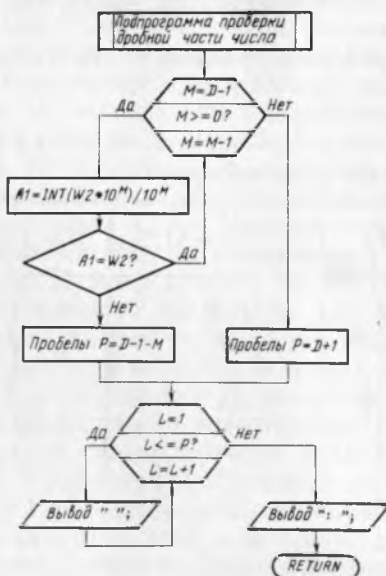 Подпрограмма проверки
дробной части числа
M=D-1
Да
M>=0?
Нет
M=M-1
A1=INT(W2*10^M)/10^M
A1=W2?
Да
Нет
Пробелы P=D-1-M
Пробелы P=D+1
L=1
Да
L<=P?
Нет
L=L+1
Вывод " ";
Вывод ": ";
RETURN